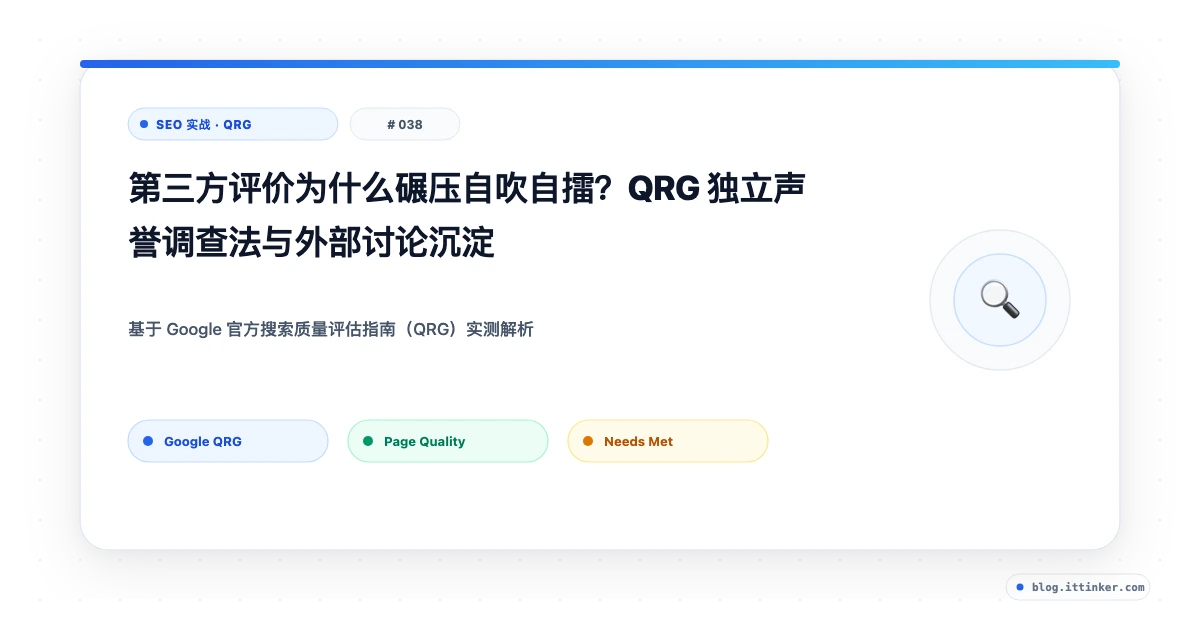 SEO 实战 · QRG
# 038
第三方评价为什么碾压自吹自擂？QRG 独立声
誉调查法与外部讨论沉淀
基于 Google 官方搜索质量评估指南（QRG）实测解析
Google QRG
Page Quality
Needs Met
blog.ittinker.com